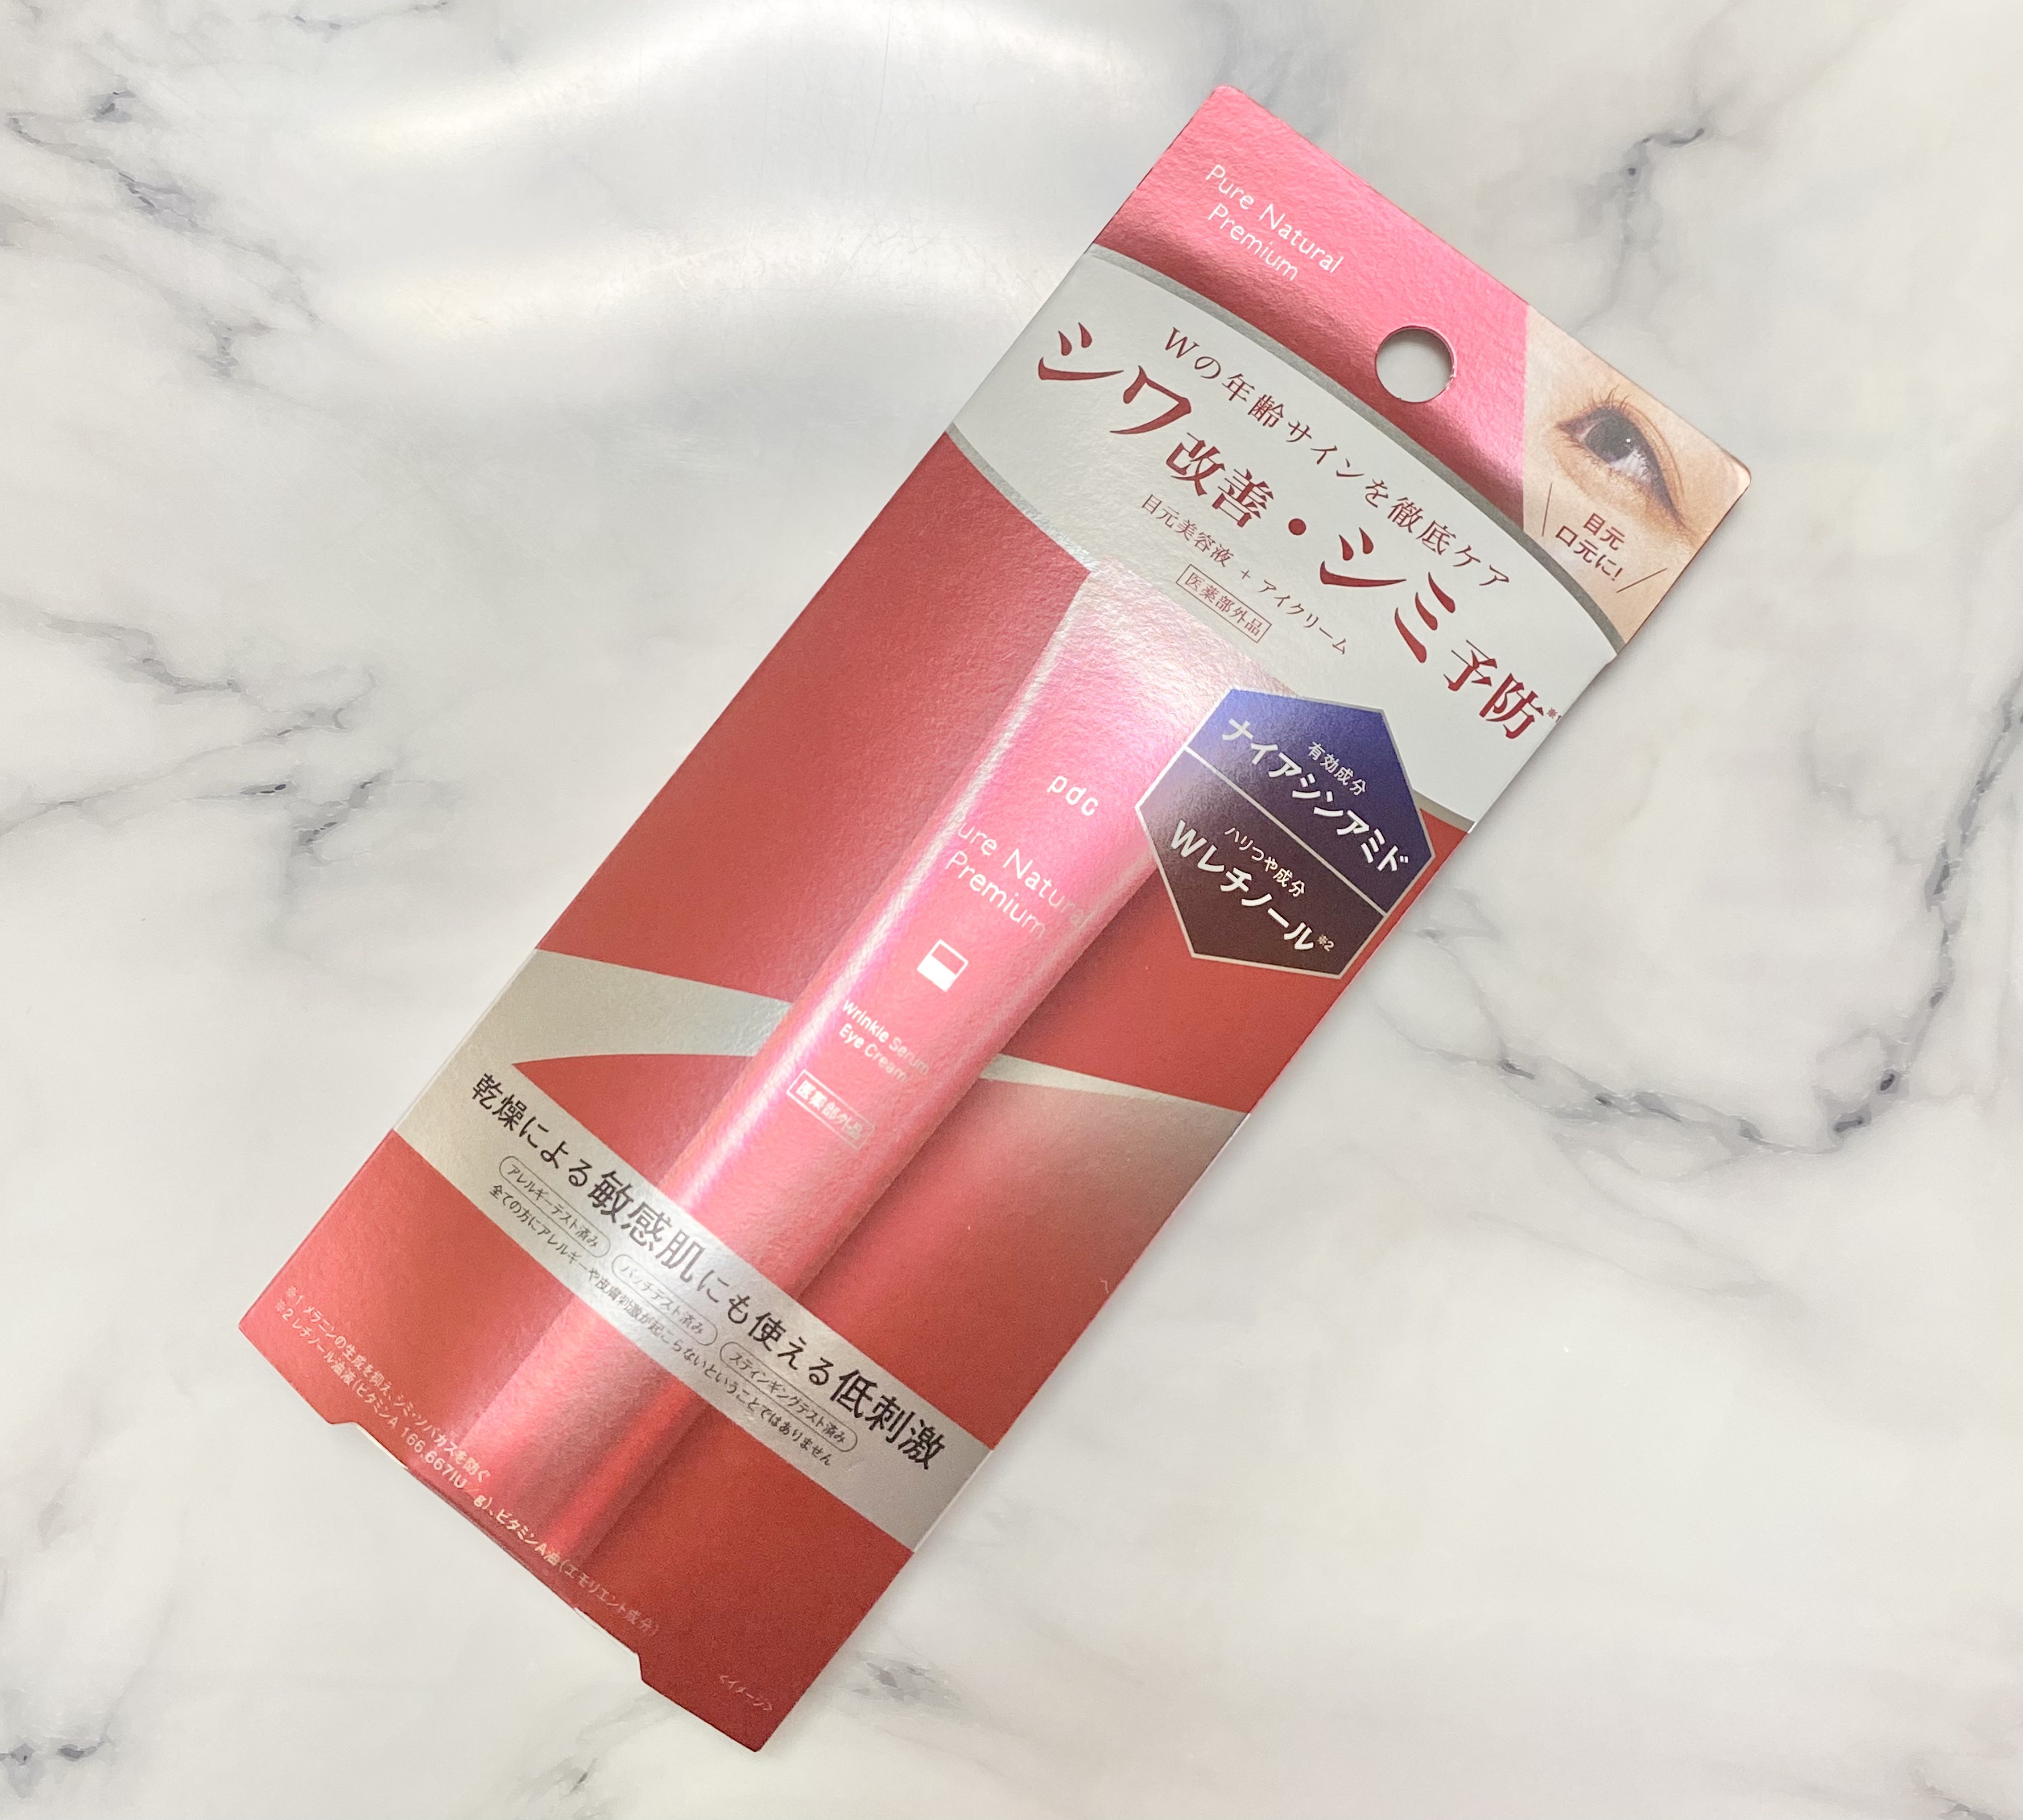 Pure Natural
Premium
Wの年齢サインを徹底ケア
シワ改善・シミ予防※1
目元美容液 + アイクリーム
医薬部外品
目元
口元に!
有効成分
ナイアシンアミド
ハリつや成分
Wレチノール※2
pdc
Pure Natural
Premium
Wrinkle Serum
Eye Cream
医薬部外品
乾燥による敏感肌にも使える低刺激
アレルギーテスト済み パッチテスト済み スティンギングテスト済み
全ての方にアレルギーや皮膚刺激が起こらないということではありません
※1 メラニンの生成を抑え、シミ・ソバカスを防ぐ
※2 レチノール油液(ビタミンA 166,667IU/g)、ビタミンA油(エモリエント成分)
<イメージ>